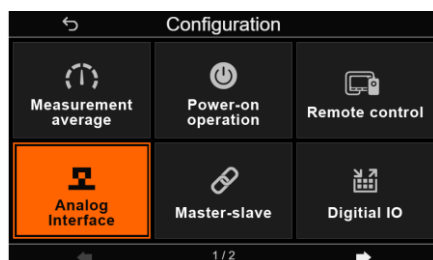 Configuration
Measurement
average
Power-on
operation
Remote control
Analog
Interface
Master-slave
Digitial IO
1/2